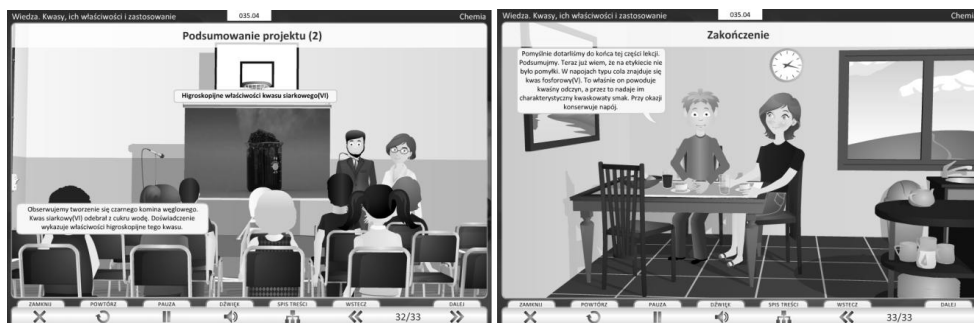 Wiedza. Kwasy, ich właściwości i zastosowanie
035.04
Chemia
Podsumowanie projektu (2)
Higroskopijne właściwości kwasu siarkowego(VI)
Obserwujemy tworzenie się czarnego komina węglowego.
Kwas siarkowy(VI) odebrał z cukru wodę. Doświadczenie
wykazuje właściwości higroskopijne tego kwasu.
ZAMKNIJ
POWTÓRZ
PAUZA
DŹWIĘK
SPIS TREŚCI
WSTECZ
DALEJ
32/33
Wiedza. Kwasy, ich właściwości i zastosowanie
035.04
Chemia
Zakończenie
Pomyślnie dotarliśmy do końca tej części lekcji.
Podsumujmy. Teraz już wiem, że na etykiecie nie
było pomyłki. W napojach typu cola znajduje się
kwas fosforowy(V). To właśnie on powoduje
kwaśny odczyn, a przez to nadaje im
charakterystyczny kwaskowaty smak. Przy okazji
konserwuje napój.
ZAMKNIJ
POWTÓRZ
PAUZA
DŹWIĘK
SPIS TREŚCI
WSTECZ
DALEJ
33/33